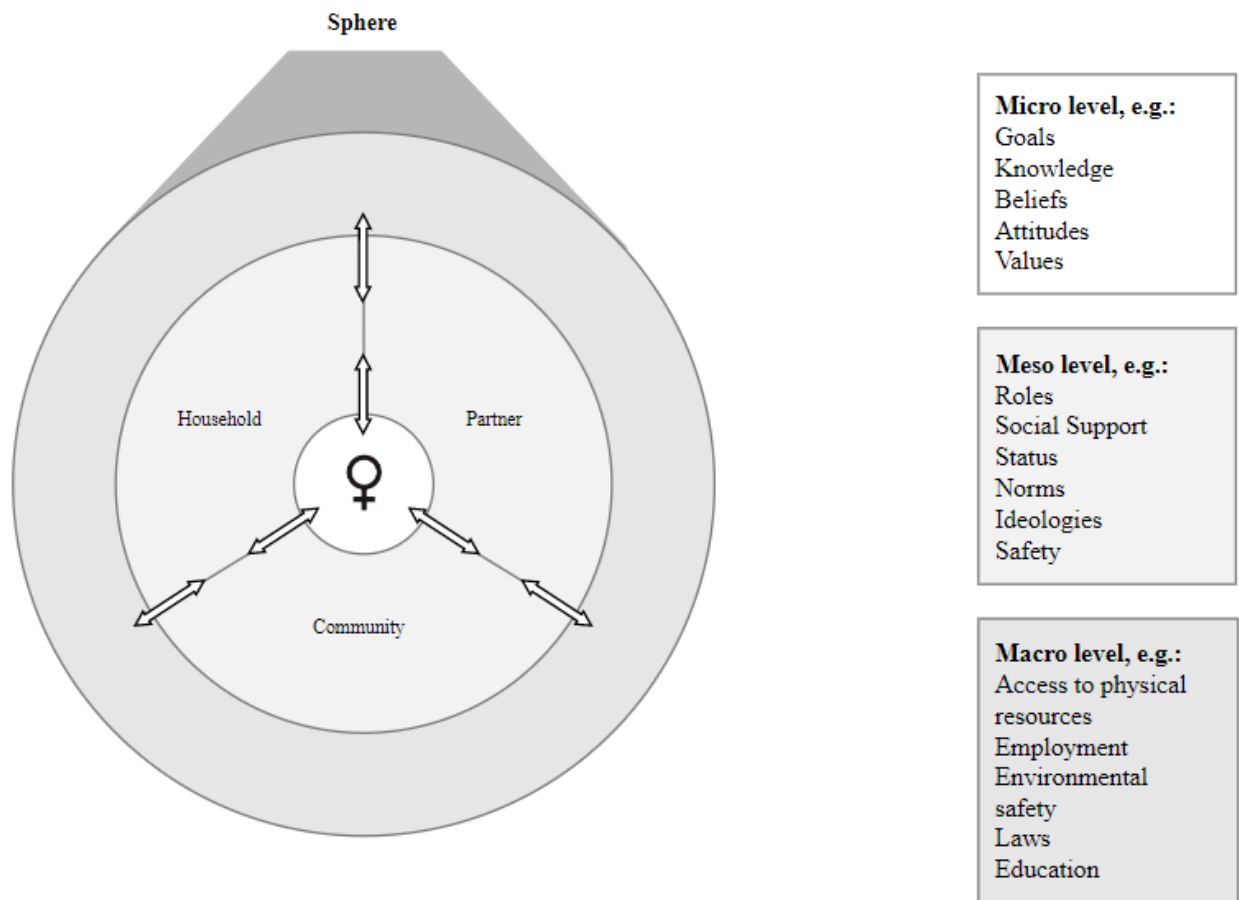 Sphere
Household
Partner
Community
Micro level, e.g.:
Goals
Knowledge
Beliefs
Attitudes
Values
Meso level, e.g.:
Roles
Social Support
Status
Norms
Ideologies
Safety
Macro level, e.g.:
Access to physical
resources
Employment
Environmental
safety
Laws
Education